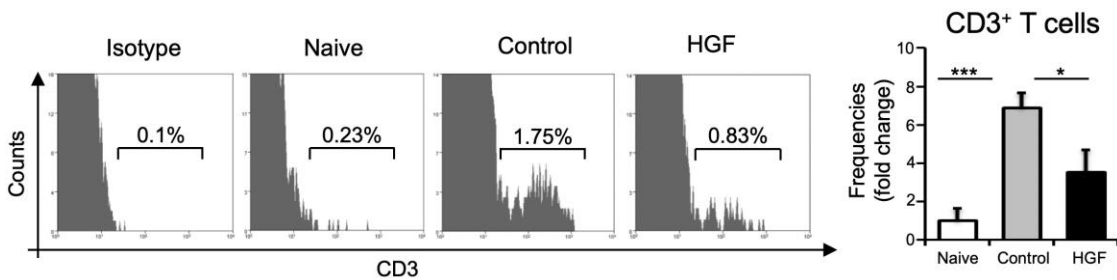 Isotype
Naive
Control
HGF
CD3⁺ T cells
Counts
0.1%
0.23%
1.75%
0.83%
CD3
Frequencies
(fold change)
10
8
6
4
2
0
***
*
Naive
Control
HGF